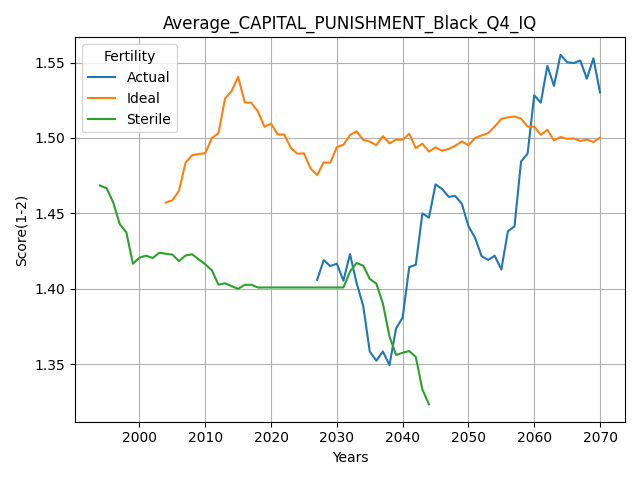 Average_CAPITAL_PUNISHMENT_Black_Q4_IQ
Fertility
Actual
Ideal
Sterile
Score(1-2)
1.55
1.50
1.45
1.40
1.35
2000 2010 2020 2030 2040 2050 2060 2070
Years